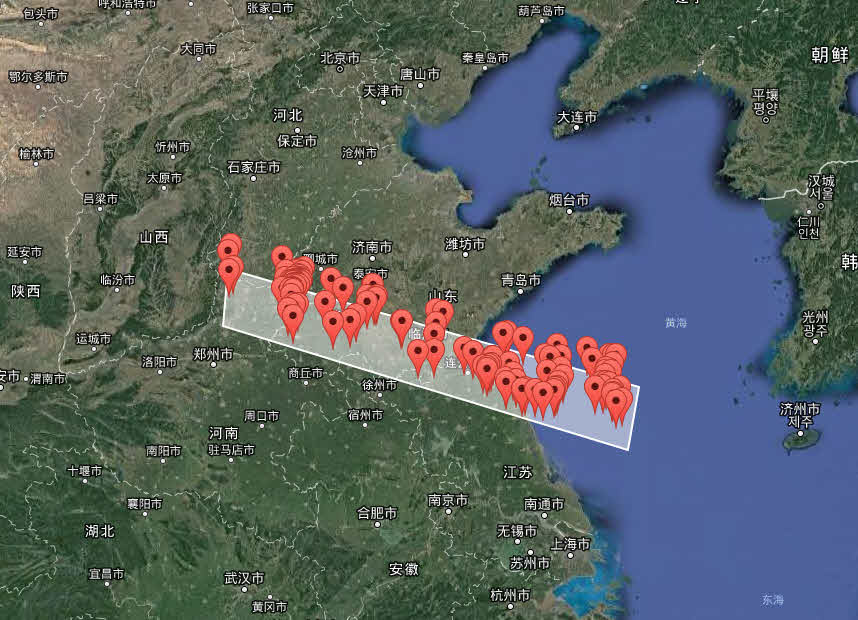 包头市
呼和浩特市
张家口市
葫芦岛市
大同市
北京市
秦皇岛市
朝鲜
鄂尔多斯市
唐山市
天津市
平壤
평양
河北
保定市
大连市
榆林市
忻州市
沧州市
石家庄市
太原市
汉城
서울
吕梁市
烟台市
仁川
인천
山西
济南市
潍坊市
延安市
聊城市
韩
泰安市
临汾市
青岛市
陕西
山东
黄海
光州
광주
运城市
临
郑州市
洛阳市
连云
安市
渭南市
商丘市
徐州市
济州市
제주
周口市
宿州市
河南
南阳市
驻马店市
十堰市
江苏
襄阳市
南京市
南通市
合肥市
湖北
无锡市
上海市
苏州市
宜昌市
安徽
武汉市
杭州市
黄冈市
东海